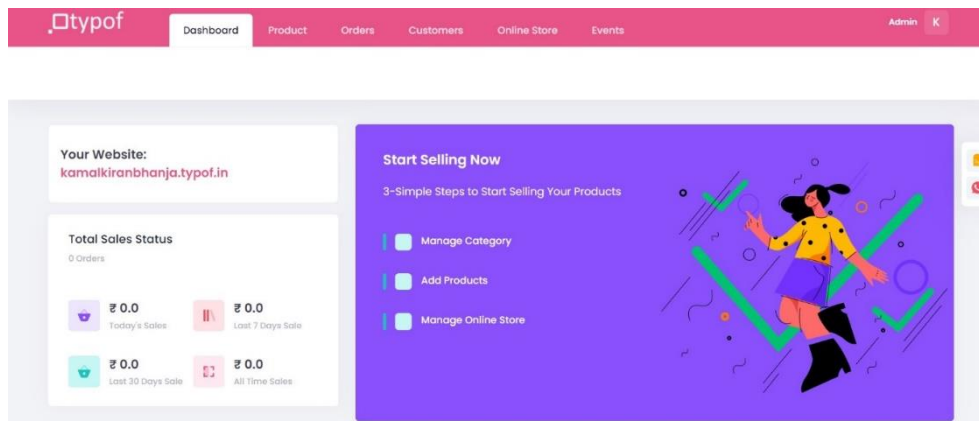 typof
Dashboard
Product
Orders
Customers
Online Store
Events
Admin
K
Your Website:
kamalkiranbhanja.typof.in
Total Sales Status
0 Orders
₹ 0.0
Today's Sales
₹ 0.0
Last 7 Days Sale
₹ 0.0
Last 30 Days Sale
₹ 0.0
All Time Sales
Start Selling Now
3-Simple Steps to Start Selling Your Products
Manage Category
Add Products
Manage Online Store